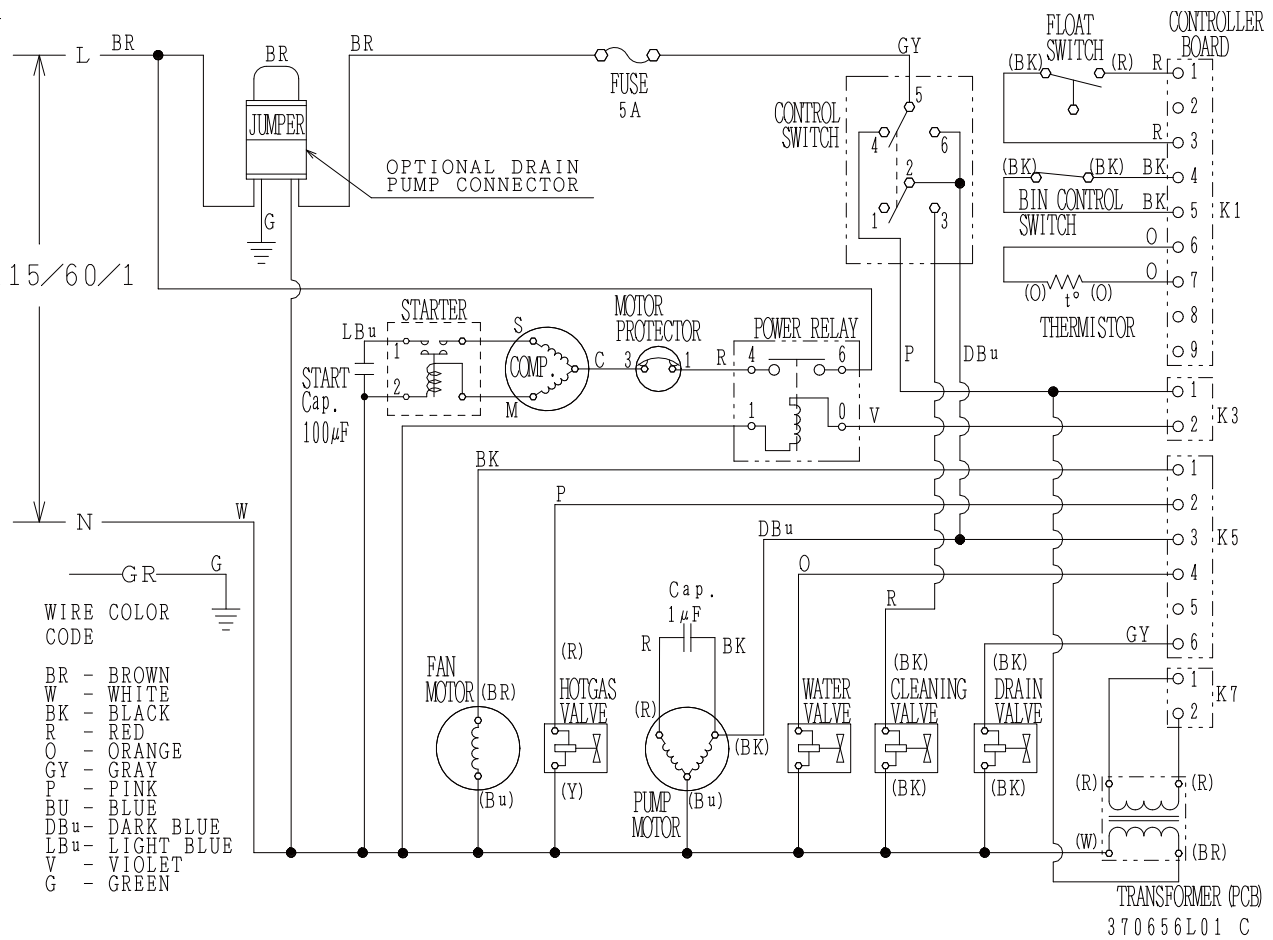 L BR
BR
BR
JUMPER
G
OPTIONAL DRAIN
PUMP CONNECTOR
FUSE
5A
GY
CONTROL
SWITCH
5
4
6
2
1
3
FLOAT
SWITCH
(BK)
(R)
R
R
CONTROLLER
BOARD
1
2
3
4
5
6
7
8
9
K1
(BK)
(BK)
BK
BK
BIN CONTROL
SWITCH
O
O
(O) t° (O)
THERMISTOR
15/60/1
LBu
STARTER
1
2
START
Cap.
100µF
S
COMP.
M
C
MOTOR
PROTECTOR
3
1
R
POWER RELAY
4
6
1
0
V
P
DBu
1
2
K3
BK
P
DBu
O
R
GY
1
2
3
4
5
6
K5
N
W
GR
G
WIRE COLOR
CODE
BR - BROWN
W - WHITE
BK - BLACK
R - RED
O - ORANGE
GY - GRAY
P - PINK
BU - BLUE
DBu- DARK BLUE
LBu- LIGHT BLUE
V - VIOLET
G - GREEN
FAN
MOTOR
(BR)
(Bu)
(R)
HOTGAS
VALVE
(Y)
Cap.
1µF
R
BK
(R)
(BK)
PUMP
MOTOR
(Bu)
WATER
VALVE
(BK)
CLEANING
VALVE
(BK)
(BK)
DRAIN
VALVE
(BK)
1
2
K7
(R)
(R)
(W)
(BR)
TRANSFORMER (PCB)
370656L01 C